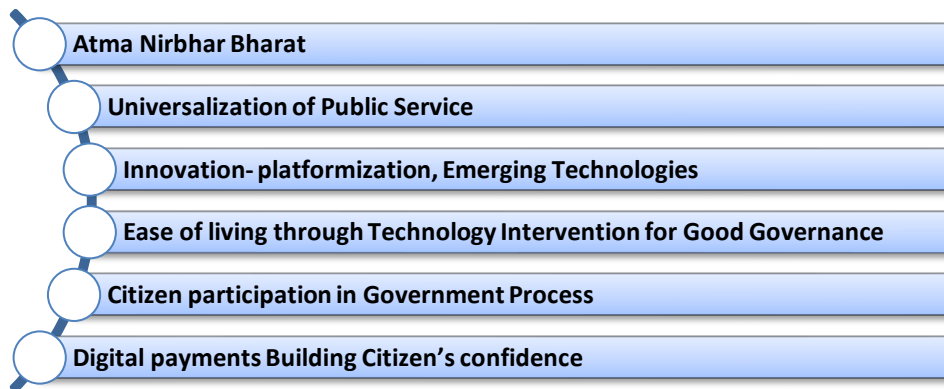 Atma Nirbhar Bharat
Universalization of Public Service
Innovation- platformization, Emerging Technologies
Ease of living through Technology Intervention for Good Governance
Citizen participation in Government Process
Digital payments Building Citizen’s confidence